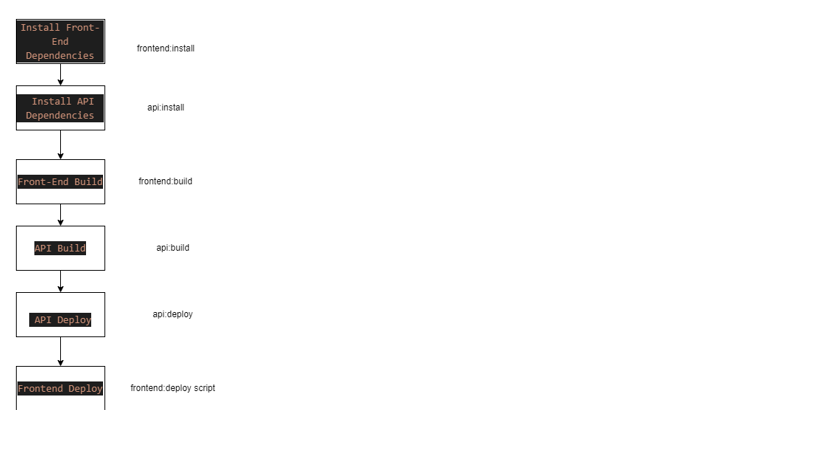 Install Front-
End
Dependencies
frontend:install
Install API
Dependencies
api:install
Front-End Build
frontend:build
API Build
api:build
API Deploy
api:deploy
Frontend Deploy
frontend:deploy script